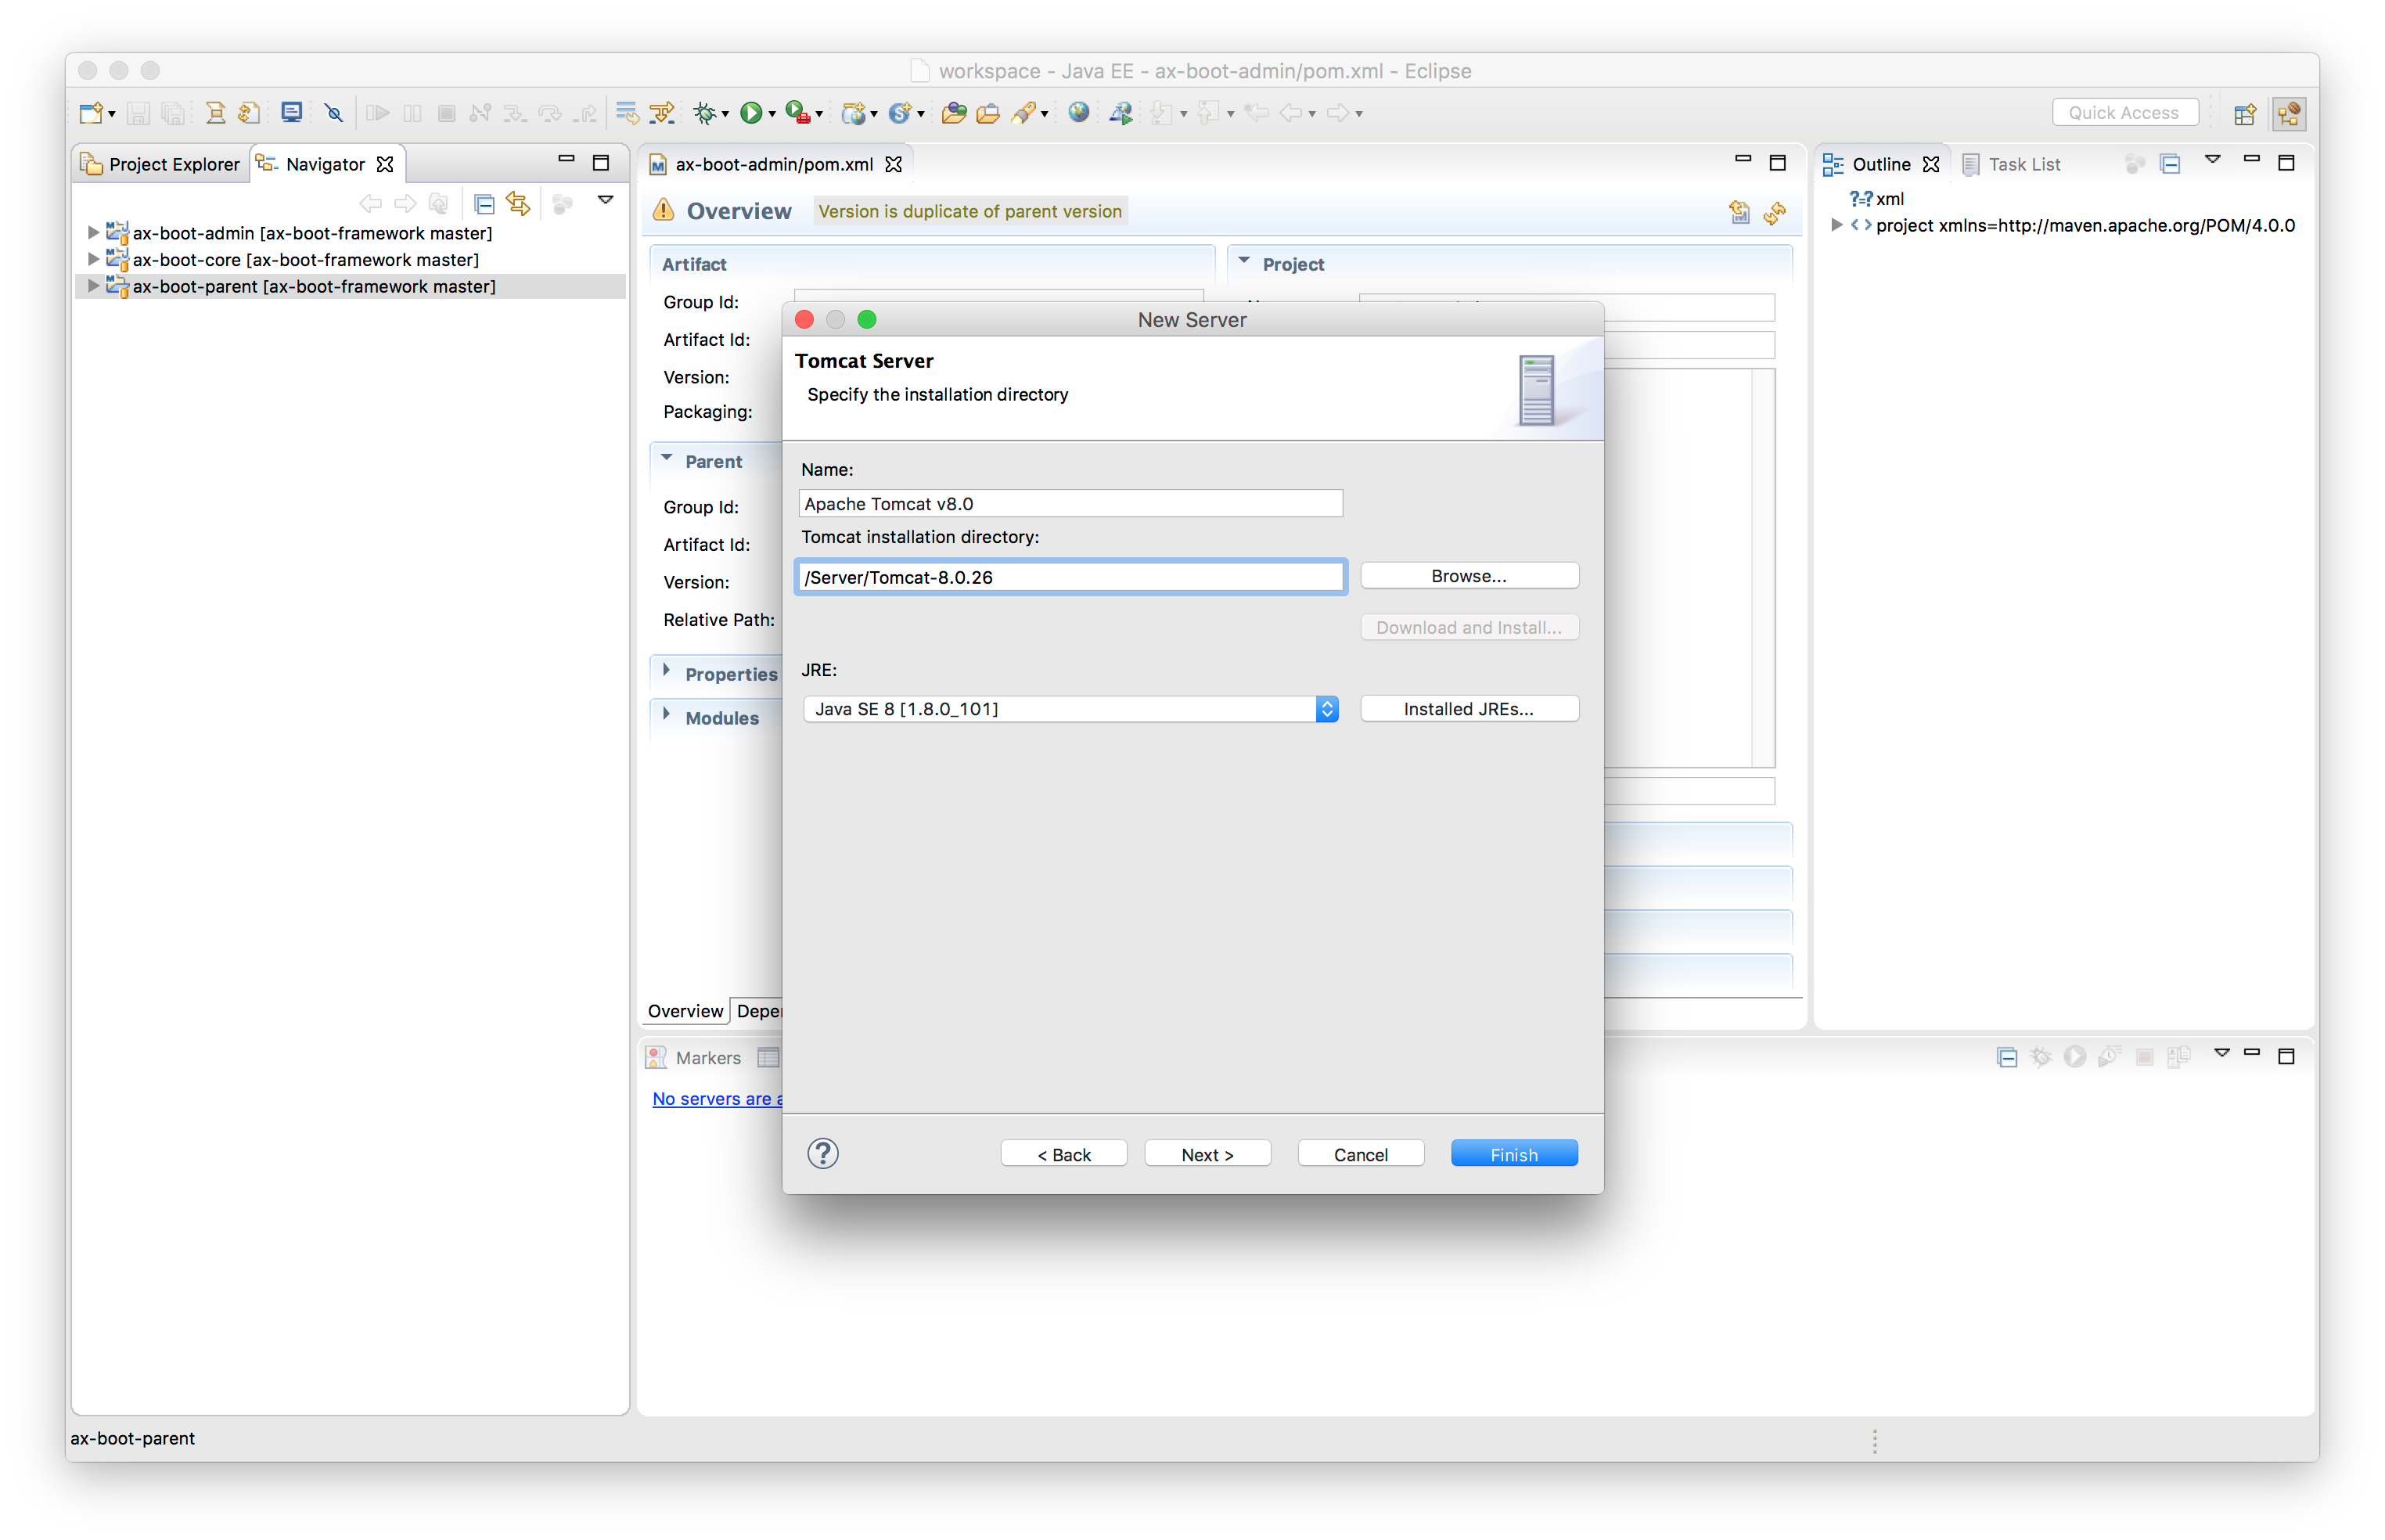 workspace - Java EE - ax-boot-admin/pom.xml - Eclipse
Quick Access
Project Explorer
Navigator
ax-boot-admin [ax-boot-framework master]
ax-boot-core [ax-boot-framework master]
ax-boot-parent [ax-boot-framework master]
ax-boot-admin/pom.xml
Overview
Version is duplicate of parent version
Artifact
Group Id:
Artifact Id:
Version:
Packaging:
Parent
Group Id:
Artifact Id:
Version:
Relative Path:
Properties
Modules
Project
Overview
Depe
New Server
Tomcat Server
Specify the installation directory
Name:
Apache Tomcat v8.0
Tomcat installation directory:
/Server/Tomcat-8.0.26
Browse...
Download and Install...
JRE:
Java SE 8 [1.8.0_101]
Installed JREs...
?
< Back
Next >
Cancel
Finish
Outline
Task List
?=? xml
<> project xmlns=http://maven.apache.org/POM/4.0.0
Markers
No servers are a
ax-boot-parent